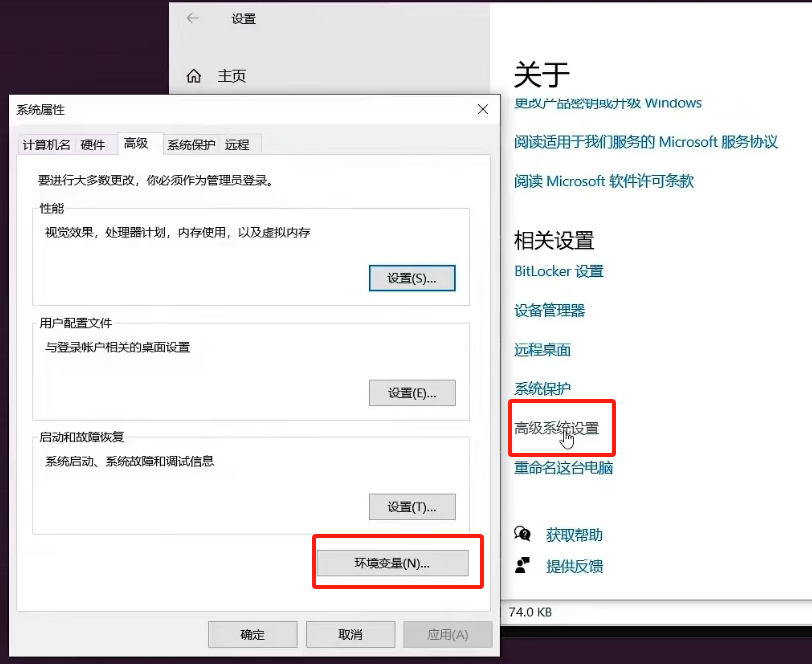 设置
主页
系统属性
计算机名 硬件 高级 系统保护 远程
要进行大多数更改，你必须作为管理员登录。
性能
视觉效果，处理器计划，内存使用，以及虚拟内存
设置(S)...
用户配置文件
与登录帐户相关的桌面设置
设置(E)...
启动和故障恢复
系统启动、系统故障和调试信息
设置(T)...
环境变量(N)...
确定 取消 应用(A)
关于
更改产品密钥或升级 Windows
阅读适用于我们服务的 Microsoft 服务协议
阅读 Microsoft 软件许可条款
相关设置
BitLocker 设置
设备管理器
远程桌面
系统保护
高级系统设置
重命名这台电脑
获取帮助
提供反馈
74.0 KB